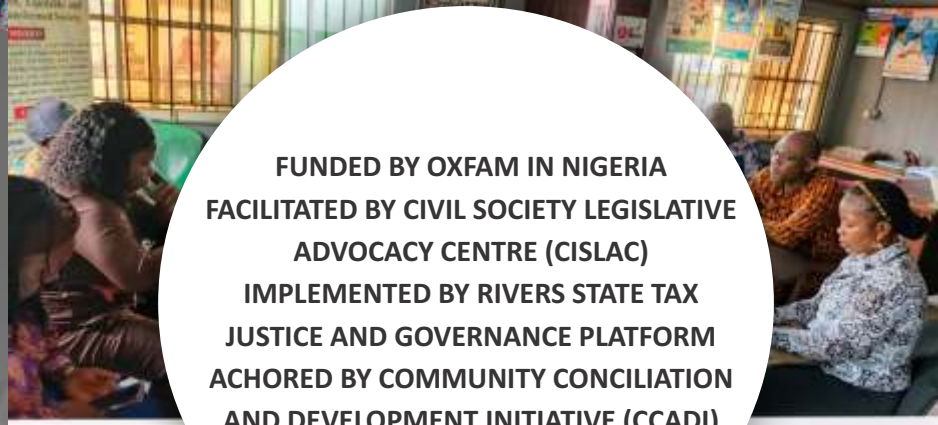 FUNDED BY OXFAM IN NIGERIA
FACILITATED BY CIVIL SOCIETY LEGISLATIVE
ADVOCACY CENTRE (CISLAC)
IMPLEMENTED BY RIVERS STATE TAX
JUSTICE AND GOVERNANCE PLATFORM
ACHORED BY COMMUNITY CONCILIATION
AND DEVELOPMENT INITIATIVE (CCADI)